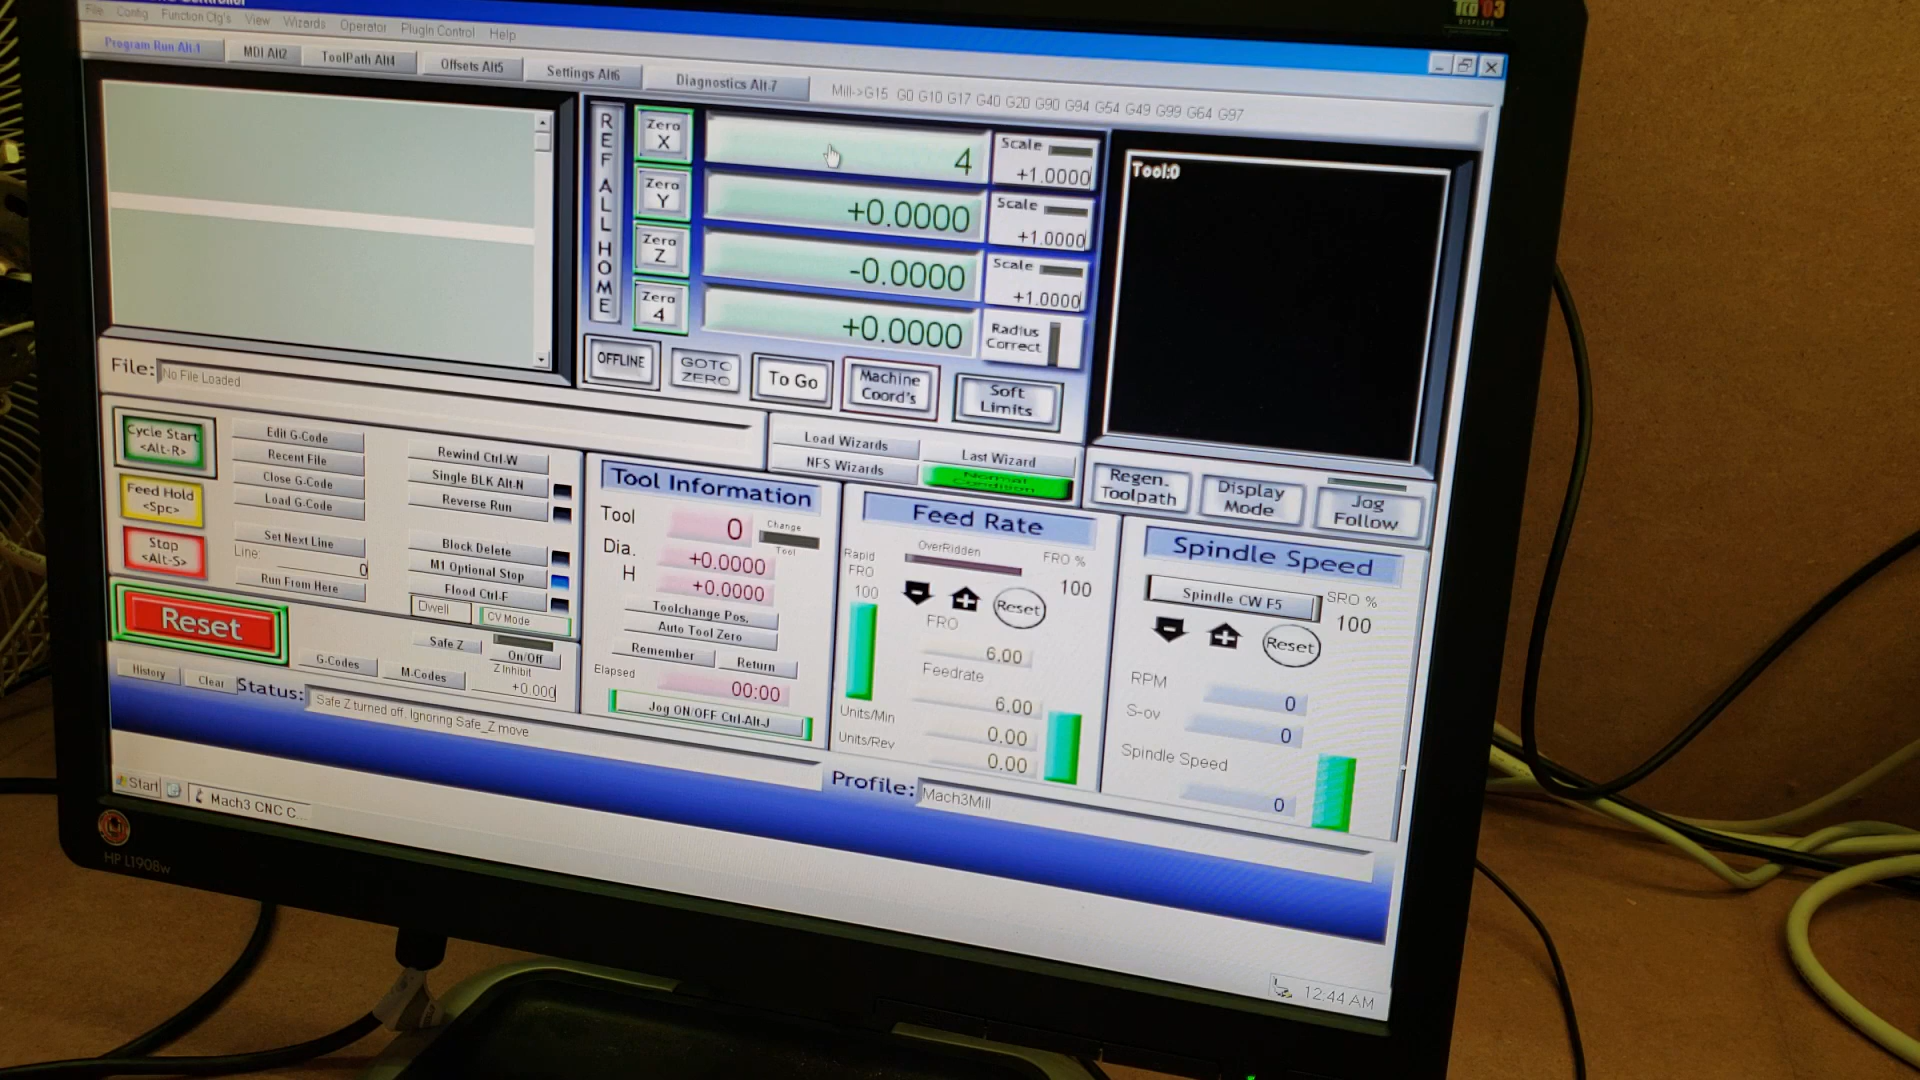 File Config Function Cfg's View Wizards Operator PlugIn Control Help
Program Run Alt-1 MDI Alt2 ToolPath Alt4 Offsets Alt5 Settings Alt6 Diagnostics Alt-7
Mill->G15 G0 G10 G17 G40 G20 G90 G94 G54 G49 G99 G64 G97
REF ALL HOME
Zero X 4 Scale +1.0000
Zero Y +0.0000 Scale +1.0000
Zero Z -0.0000 Scale +1.0000
Zero 4 +0.0000 Radius Correct
OFFLINE GOTO ZERO To Go Machine Coord's Soft Limits
Tool:0
File: No File Loaded
Load Wizards Last Wizard
NFS Wizards Normal Condition
Regen. Toolpath Display Mode Jog Follow
Cycle Start <Alt-R>
Feed Hold <Spc>
Stop <Alt-S>
Reset
Edit G-Code
Recent File
Close G-Code
Load G-Code
Set Next Line
Line: 0
Run From Here
Rewind Ctrl-W
Single BLK Alt-N
Reverse Run
Block Delete
M1 Optional Stop
Flood Ctrl-F
Dwell CV Mode
Safe Z
On/Off
Z Inhibit
+0.000
G-Codes M-Codes
History Clear Status: Safe Z turned off, Ignoring Safe_Z move
Tool Information
Tool 0 Change Tool
Dia. +0.0000
H +0.0000
Toolchange Pos.
Auto Tool Zero
Remember Return
Elapsed 00:00
Jog ON/OFF Ctrl-Alt-J
Feed Rate
OverRidden
Rapid FRO 100
FRO % 100
Reset
FRO 6.00
Feedrate 6.00
Units/Min 0.00
Units/Rev 0.00
Spindle Speed
Spindle CW F5
SRO % 100
Reset
RPM 0
S-ov 0
Spindle Speed 0
Profile: Mach3Mill
Start Mach3 CNC C...
12:44 AM
HP L1908w
TCO'03
DISPLAYS